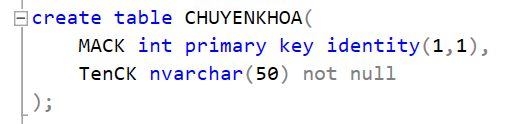 create table CHUYENKHOA(
    MACK int primary key identity(1,1),
    TenCK nvarchar(50) not null
);